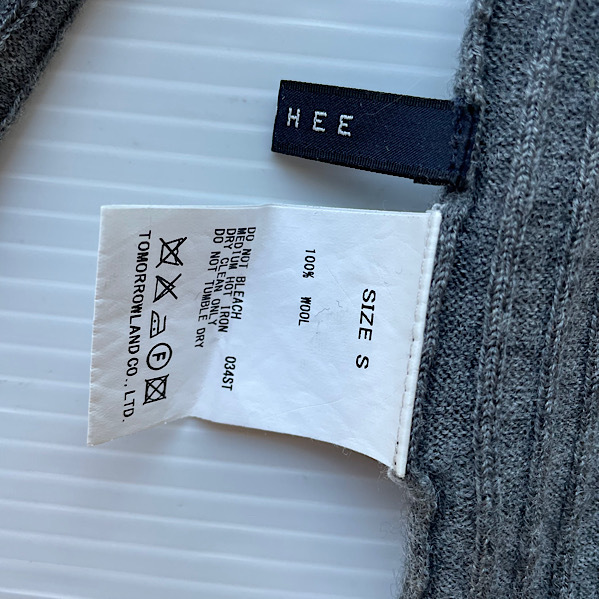 HEE
SIZE S
100% WOOL
DO NOT BLEACH
MEDIUM HOT IRON
DRY CLEAN ONLY
DO NOT TUMBLE DRY
034ST
F
TOMORROWLAND CO., LTD.